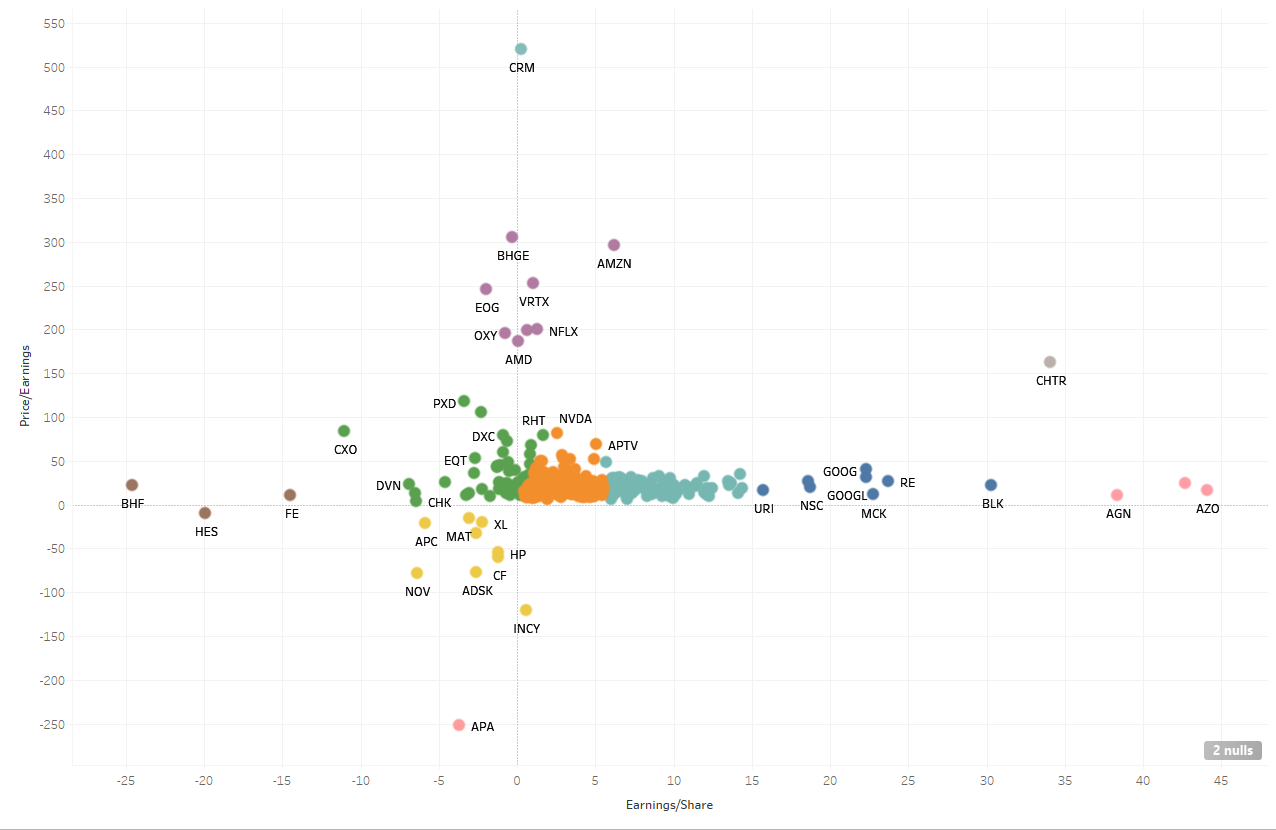 550
500
450
400
350
300
250
200
150
100
50
0
-50
-100
-150
-200
-250
Price/Earnings
CRM
BHGE
AMZN
VRTX
EOG
OXY
NFLX
AMD
CHTR
PXD
RHT
NVDA
DXC
CXO
APTV
EQT
GOOG
DVN
RE
BHF
CHK
GOOGL
URI
NSC
MCK
BLK
AGN
AZO
FE
HES
XL
APC
MAT
HP
CF
NOV
ADSK
INCY
APA
2 nulls
-25
-20
-15
-10
-5
0
5
10
15
20
25
30
35
40
45
Earnings/Share